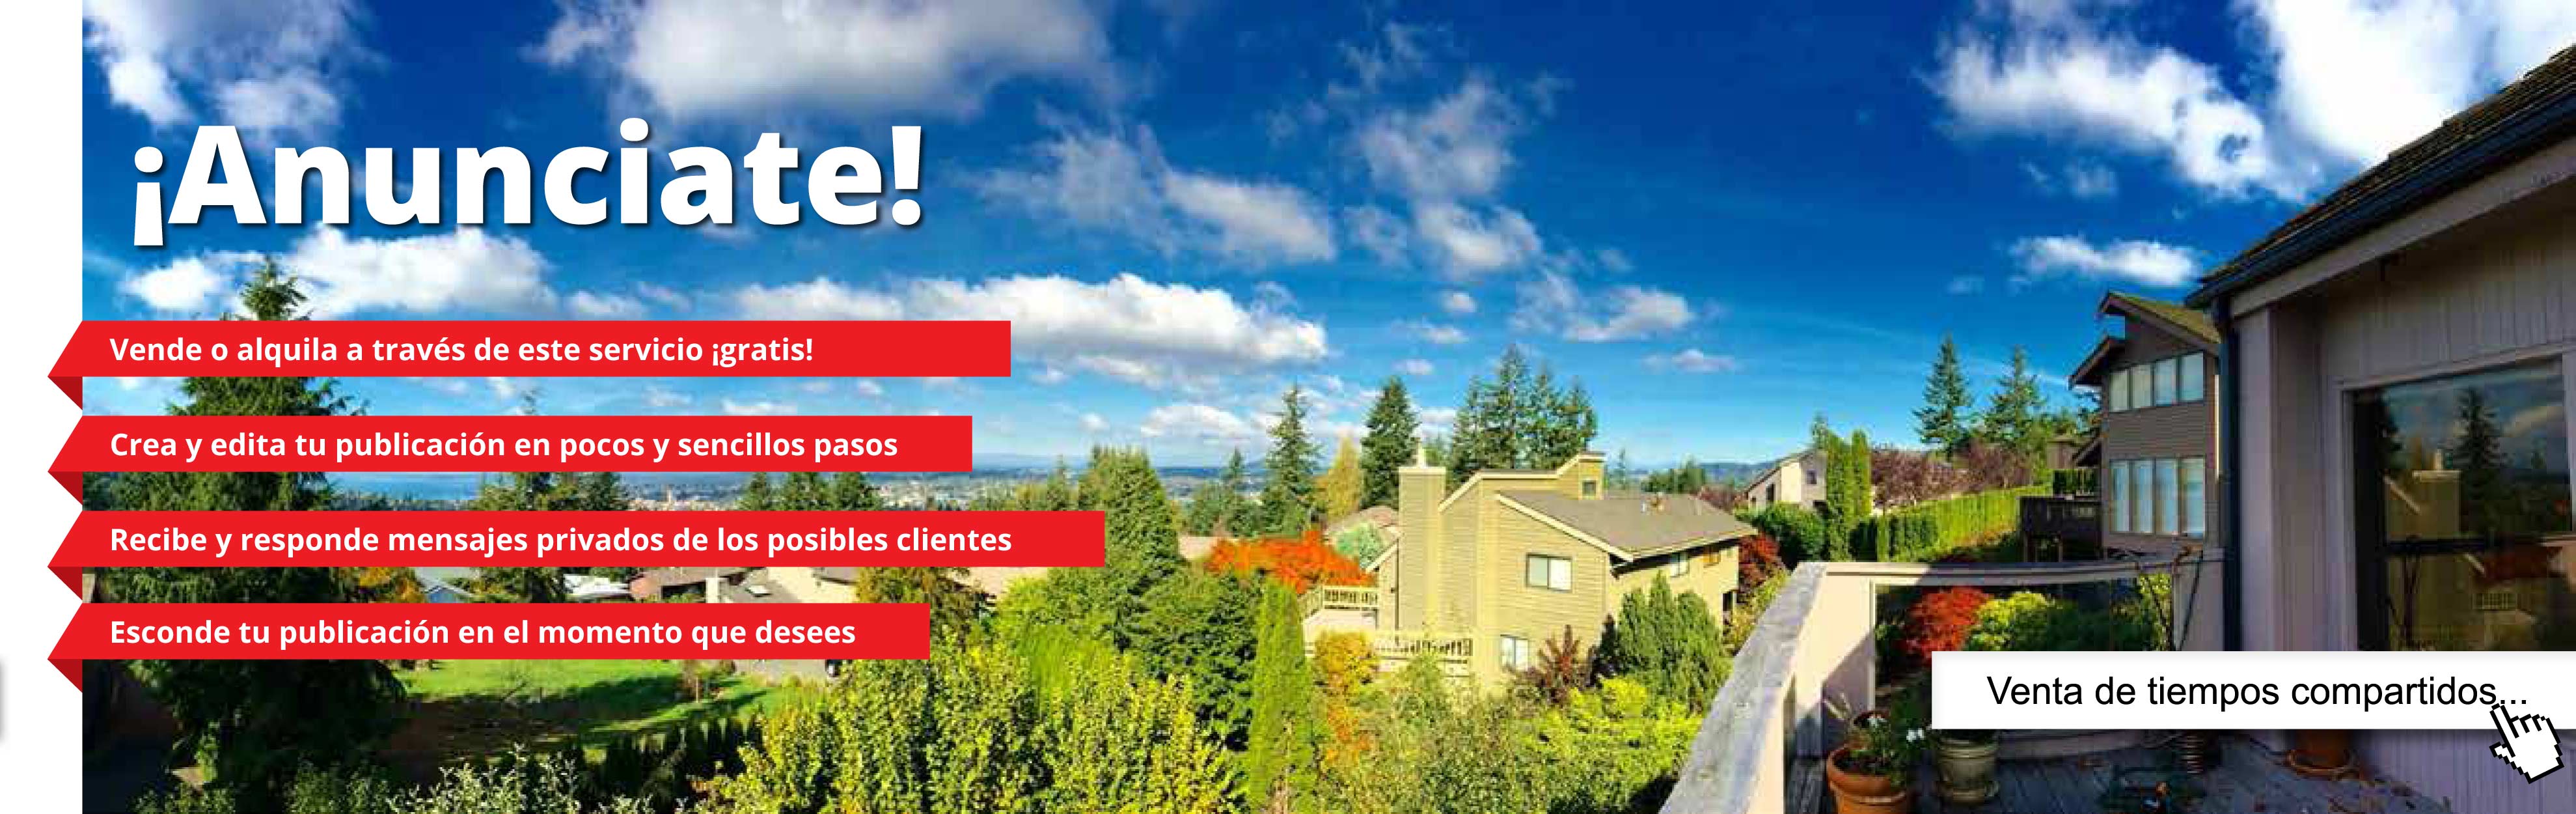 ¡Anunciate!
Vende o alquila a través de este servicio ¡gratis!
Crea y edita tu publicación en pocos y sencillos pasos
Recibe y responde mensajes privados de los posibles clientes
Esconde tu publicación en el momento que desees
Venta de tiempos compartidos...